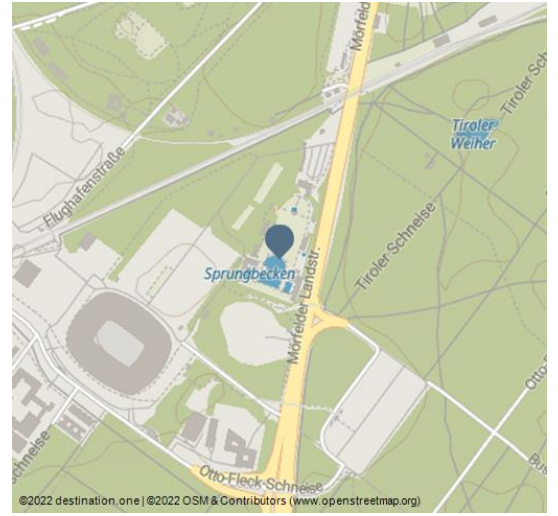 Mörfeld
Flughafenstraße
Tiroler Sch
Tiroler
Weiher
Sprungbecken
Mörfelder Landstr.
Tiroler Schneise
Otto-
Bus
schneise
Otto-Fleck-Schneise
©2022 destination.one | ©2022 OSM & Contributors (www.openstreetmap.org)